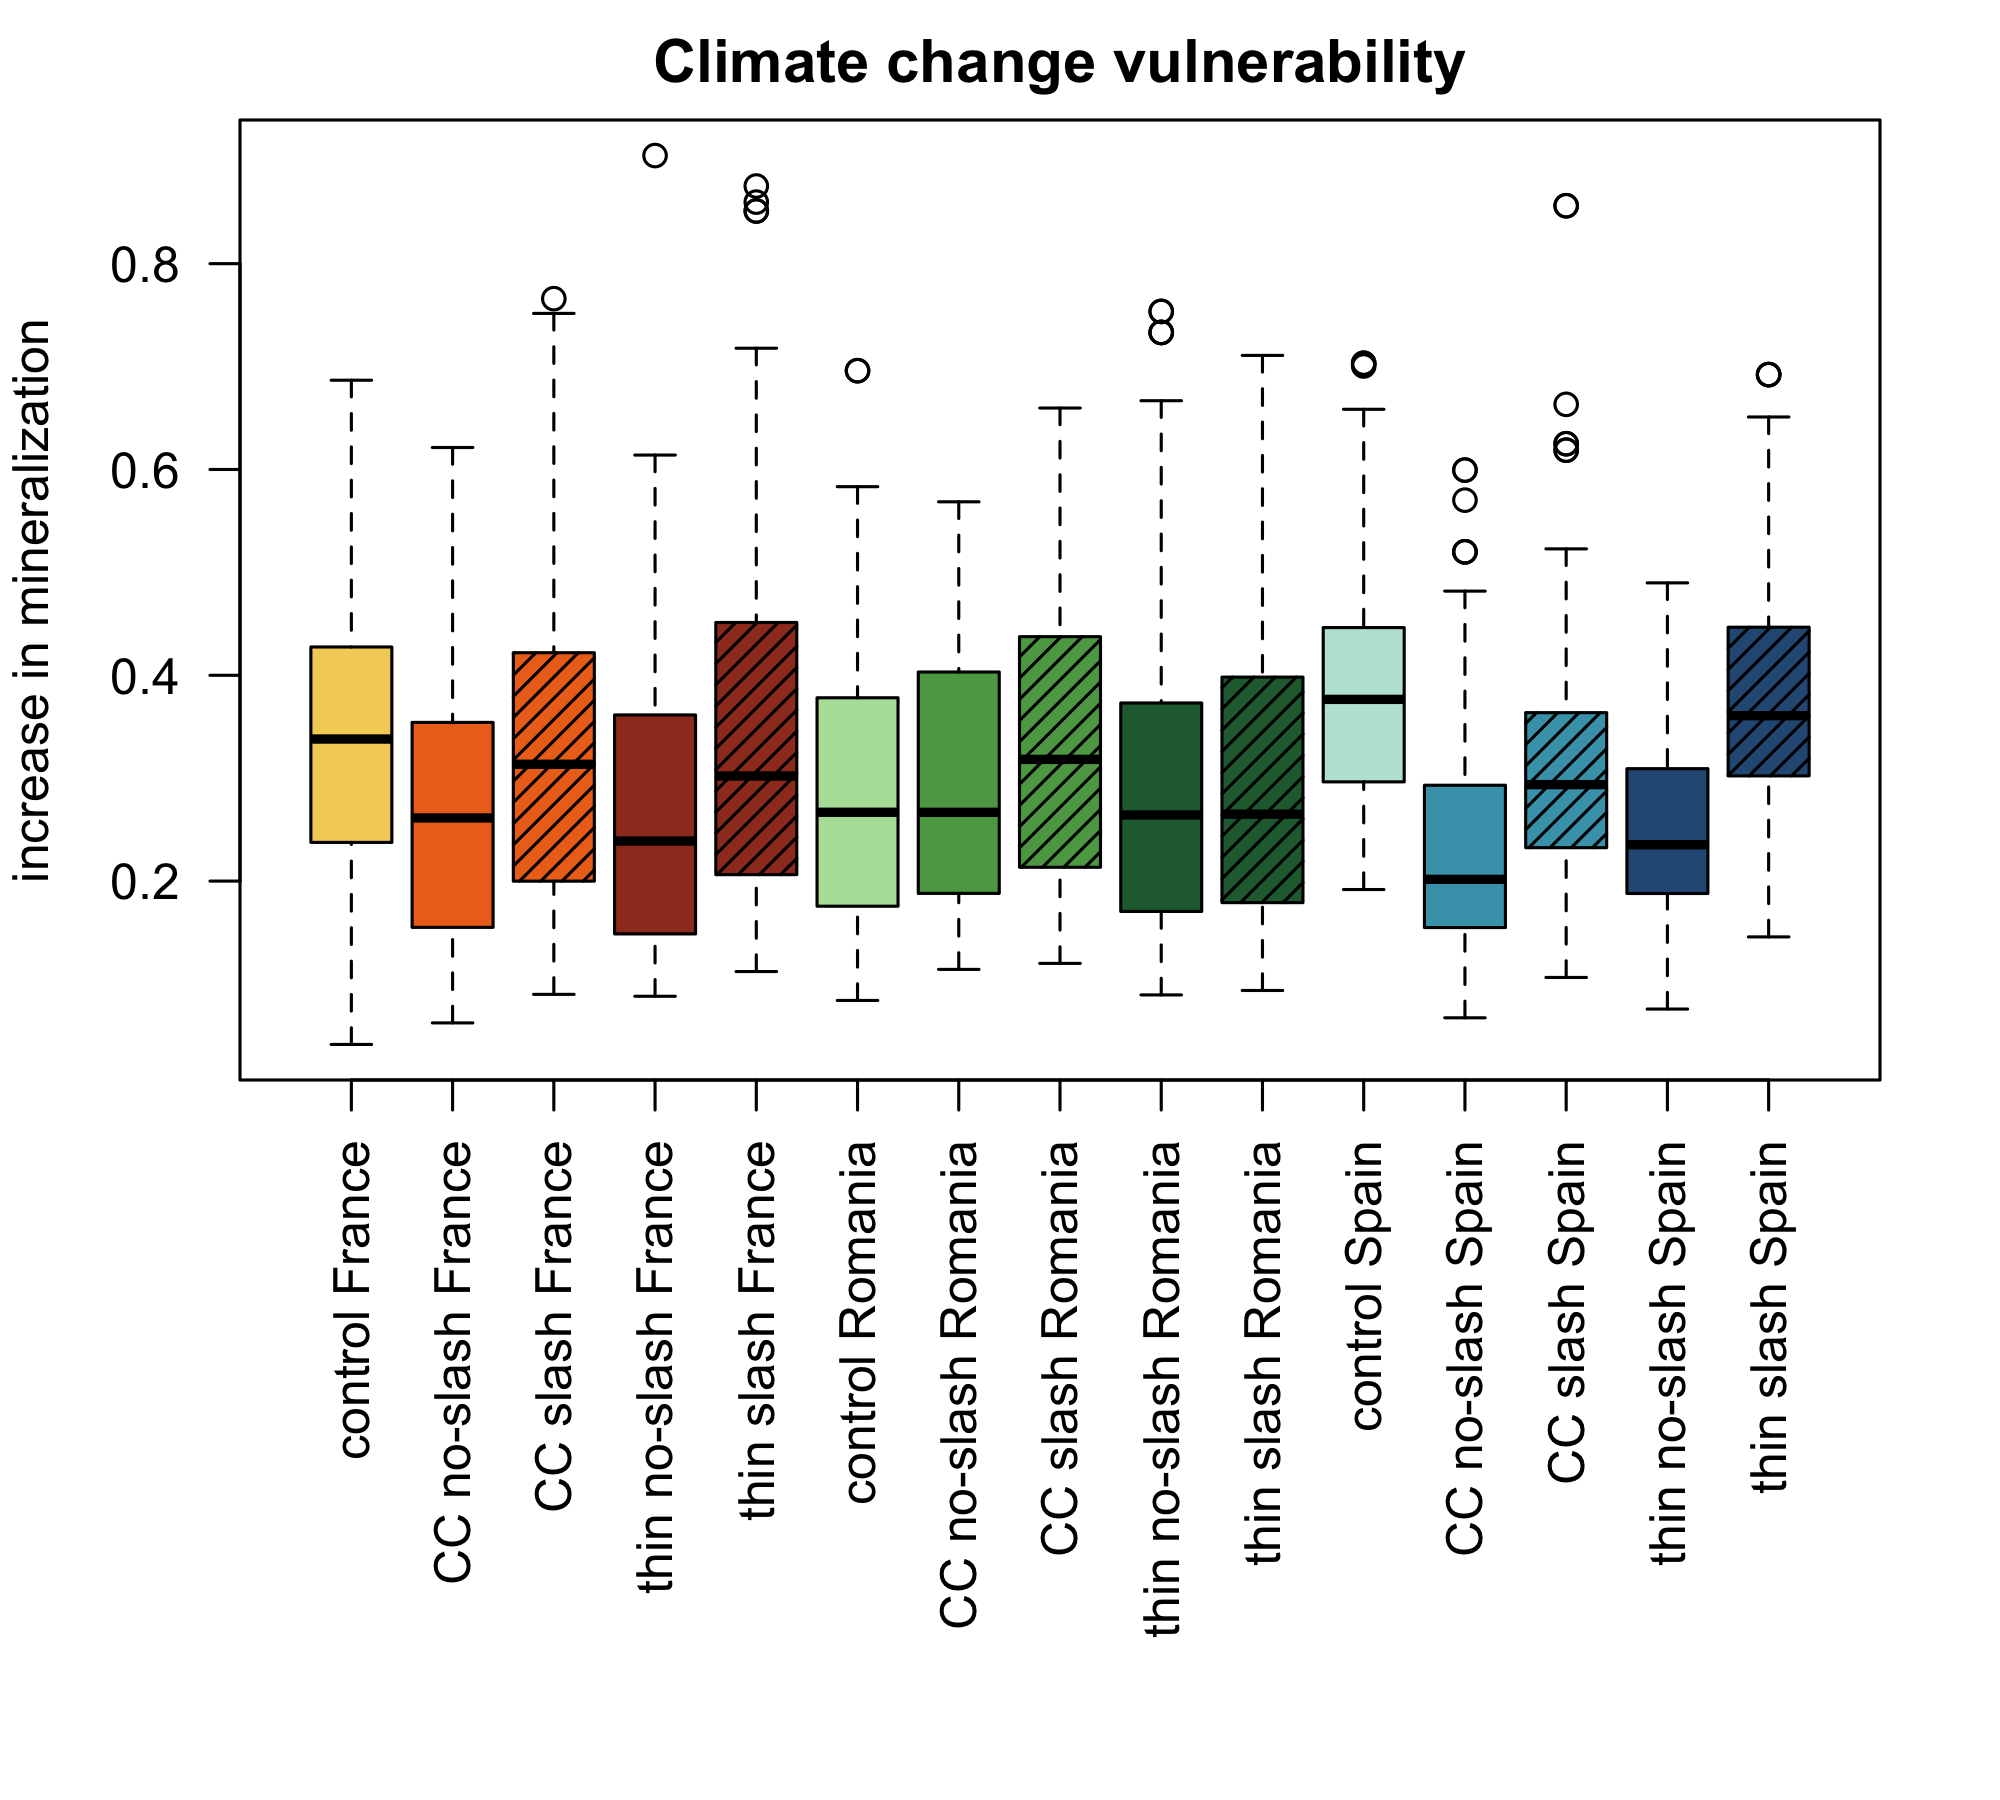 Climate change vulnerability
increase in mineralization
0.8
0.6
0.4
0.2
control France
CC no-slash France
CC slash France
thin no-slash France
thin slash France
control Romania
CC no-slash Romania
CC slash Romania
thin no-slash Romania
thin slash Romania
control Spain
CC no-slash Spain
CC slash Spain
thin no-slash Spain
thin slash Spain